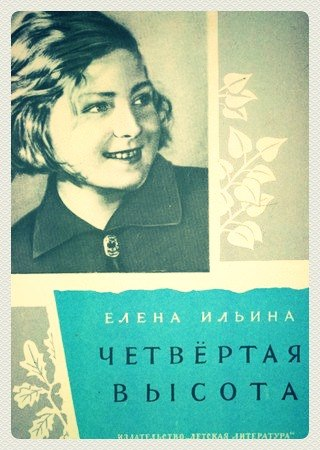 ЕЛЕНА ИЛЬИНА
ЧЕТВЁРТАЯ
ВЫСОТА
ИЗДАТЕЛЬСТВО „ДЕТСКАЯ ЛИТЕРАТУРА"